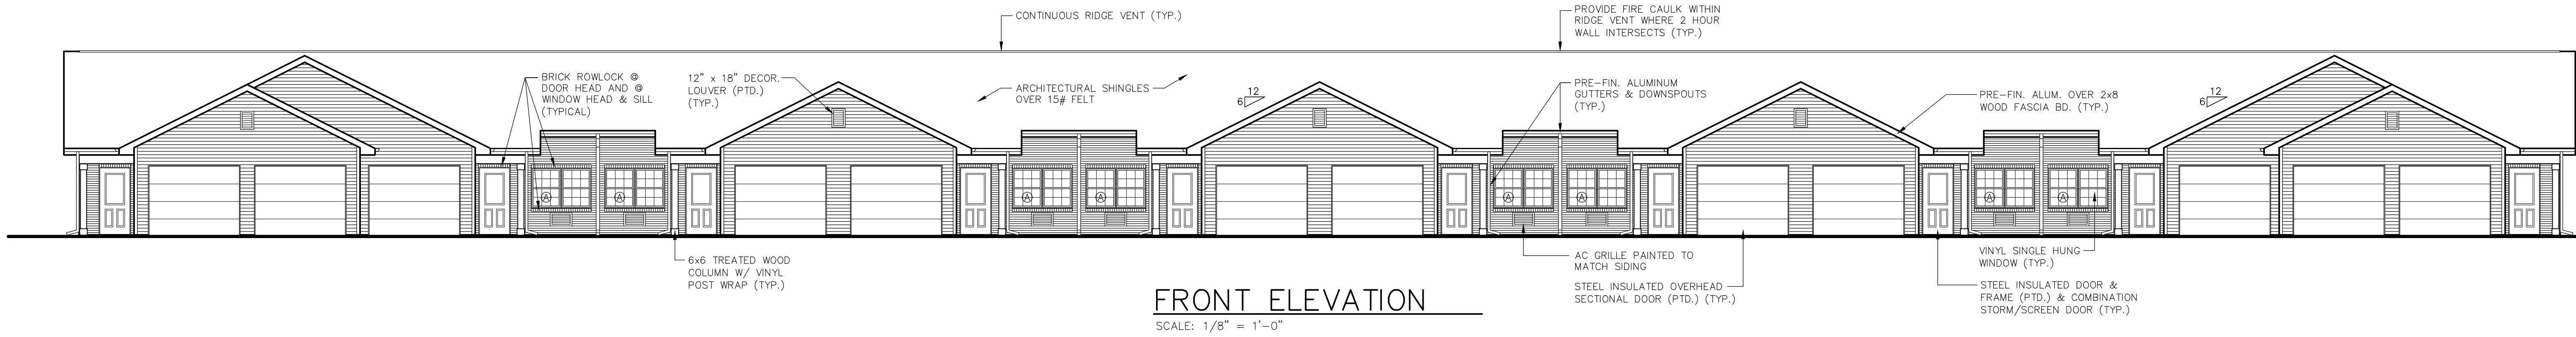 CONTINUOUS RIDGE VENT (TYP.)
PROVIDE FIRE CAULK WITHIN
RIDGE VENT WHERE 2 HOUR
WALL INTERSECTS (TYP.)
BRICK ROWLOCK @
DOOR HEAD AND @
WINDOW HEAD & SILL
(TYPICAL)
12" x 18" DECOR.
LOUVER (PTD.)
(TYP.)
ARCHITECTURAL SHINGLES
OVER 15# FELT
12
6
PRE-FIN. ALUMINUM
GUTTERS & DOWNSPOUTS
(TYP.)
PRE-FIN. ALUM. OVER 2x8
WOOD FASCIA BD. (TYP.)
12
6
A
A
A
A
A
A
A
A
6x6 TREATED WOOD
COLUMN W/ VINYL
POST WRAP (TYP.)
AC GRILLE PAINTED TO
MATCH SIDING
STEEL INSULATED OVERHEAD
SECTIONAL DOOR (PTD.) (TYP.)
VINYL SINGLE HUNG
WINDOW (TYP.)
STEEL INSULATED DOOR &
FRAME (PTD.) & COMBINATION
STORM/SCREEN DOOR (TYP.)
FRONT ELEVATION
SCALE: 1/8" = 1'-0"